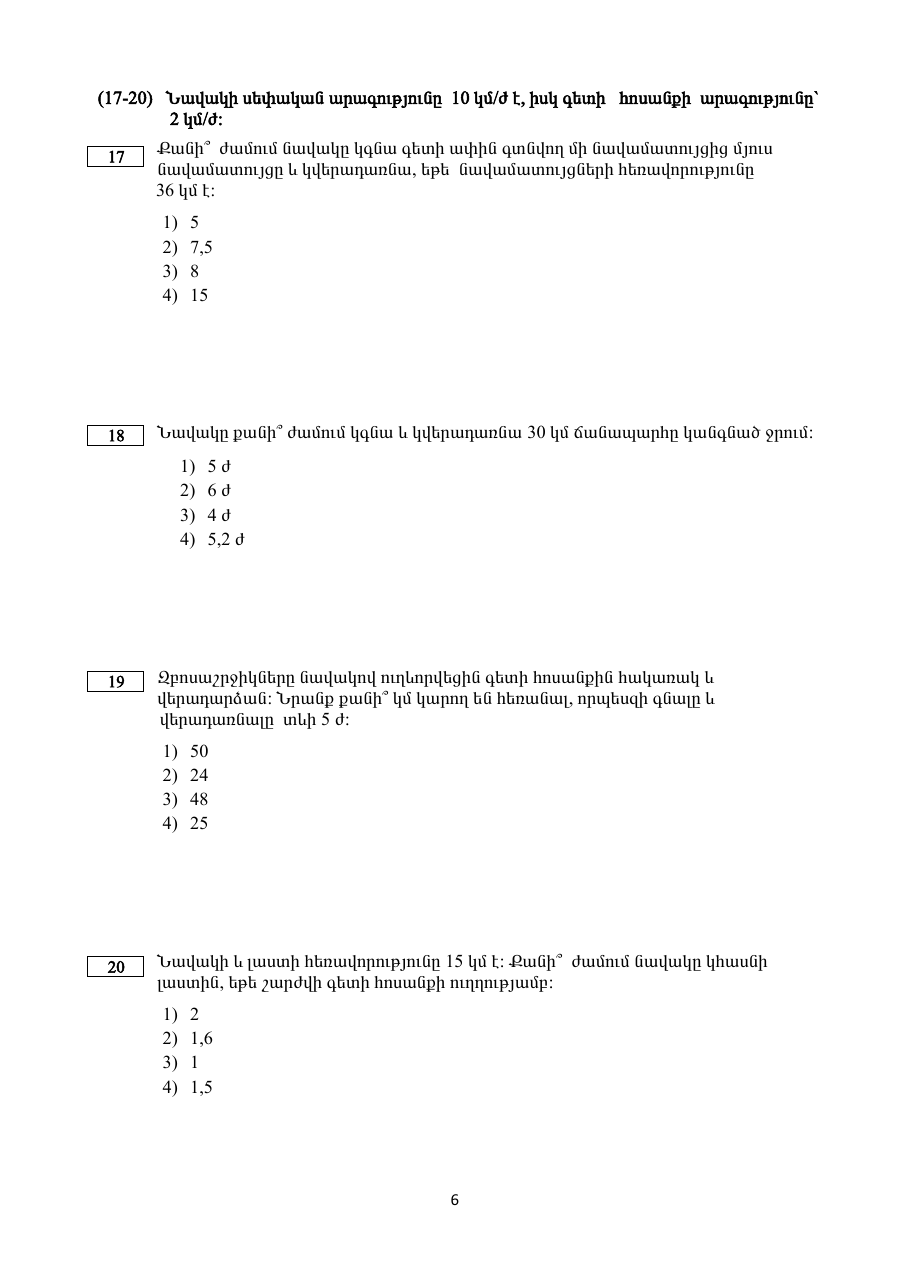 (17-20) Նավակի սեփական արագությունը 10 կմ/ժ է, իսկ գետի հոսանքի արագությունը՝
2 կմ/ժ:
17 Քանի՞ ժամում նավակը կգնա գետի ափին գտնվող մի նավամատույցից մյուս
նավամատույցը և կվերադառնա, եթե նավամատույցների հեռավորությունը
36 կմ է:
1) 5
2) 7,5
3) 8
4) 15
18 Նավակը քանի՞ ժամում կգնա և կվերադառնա 30 կմ ճանապարհը կանգնած ջրում:
1) 5 ժ
2) 6 ժ
3) 4 ժ
4) 5,2 ժ
19 Զբոսաշրջիկները նավակով ուղևորվեցին գետի հոսանքին հակառակ և
վերադարձան: Նրանք քանի՞ կմ կարող են հեռանալ, որպեսզի գնալը և
վերադառնալը տևի 5 ժ:
1) 50
2) 24
3) 48
4) 25
20 Նավակի և լաստի հեռավորությունը 15 կմ է: Քանի՞ ժամում նավակը կհասնի
լաստին, եթե շարժվի գետի հոսանքի ուղղությամբ:
1) 2
2) 1,6
3) 1
4) 1,5
6